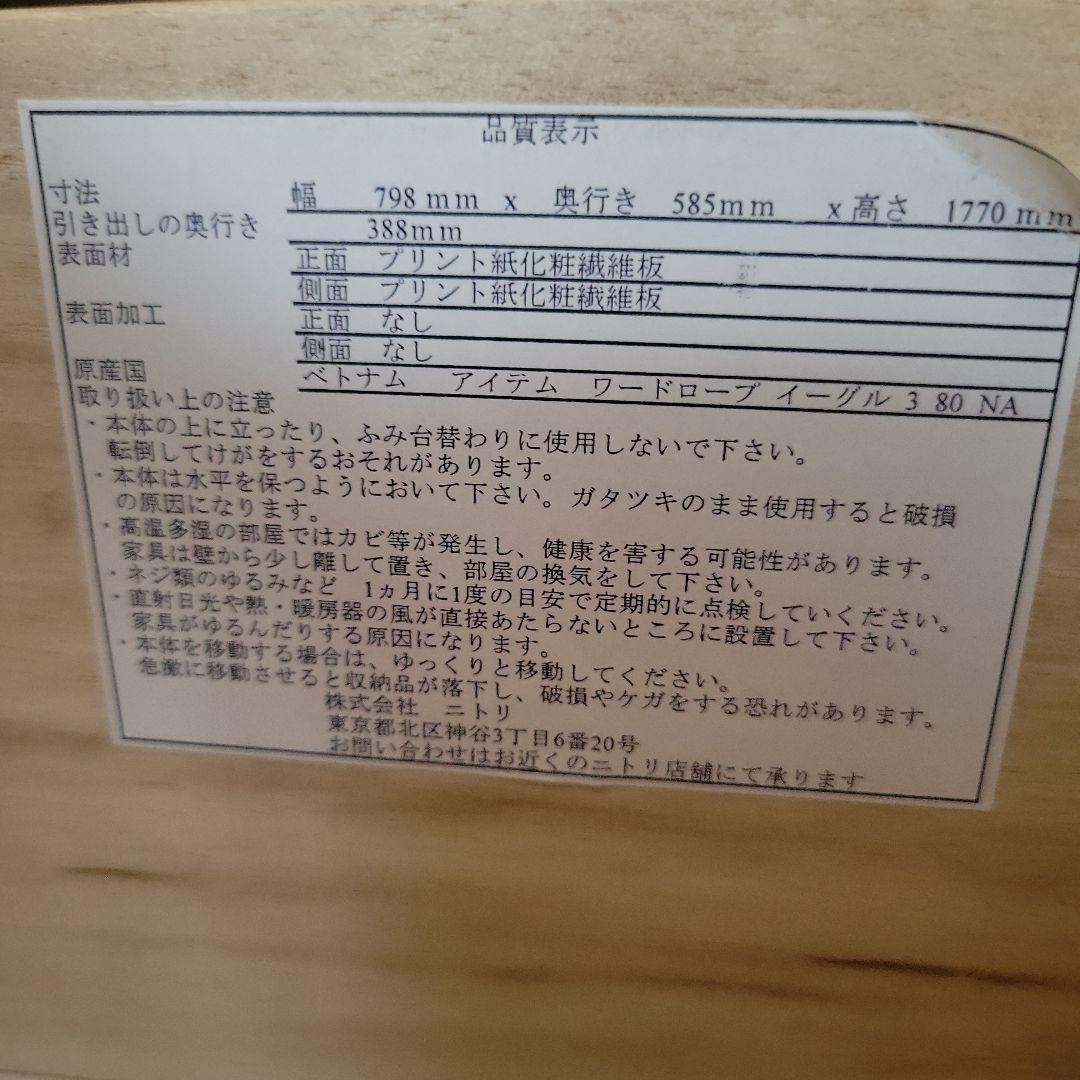 品質表示
寸法 幅 798mm x 奥行き 585mm x 高さ 1770mm
引き出しの奥行き 388mm
表面材 正面 プリント紙化粧繊維板
側面 プリント紙化粧繊維板
表面加工 正面 なし
側面 なし
原産国 ベトナム アイテム ワードローブ イーグル 3 80 NA
取り扱い上の注意
・本体の上に立ったり、ふみ台替わりに使用しないで下さい。
転倒してけがをするおそれがあります。
・本体は水平を保つようにおいて下さい。ガタツキのまま使用すると破損
の原因になります。
・高温多湿の部屋ではカビ等が発生し、健康を害する可能性があります。
家具は壁から少し離して置き、部屋の換気をして下さい。
・ネジ類のゆるみなど 1ヵ月に1度の目安で定期的に点検していください。
・直射日光や熱・暖房器の風が直接あたらないところに設置して下さい。
家具がゆるんだりする原因になります。
・本体を移動する場合は、ゆっくりと移動してください。
急激に移動させると収納品が落下し、破損やケガをする恐れがあります。
株式会社 ニトリ
東京都北区神谷3丁目6番20号
お問い合わせはお近くのニトリ店舗にて承ります